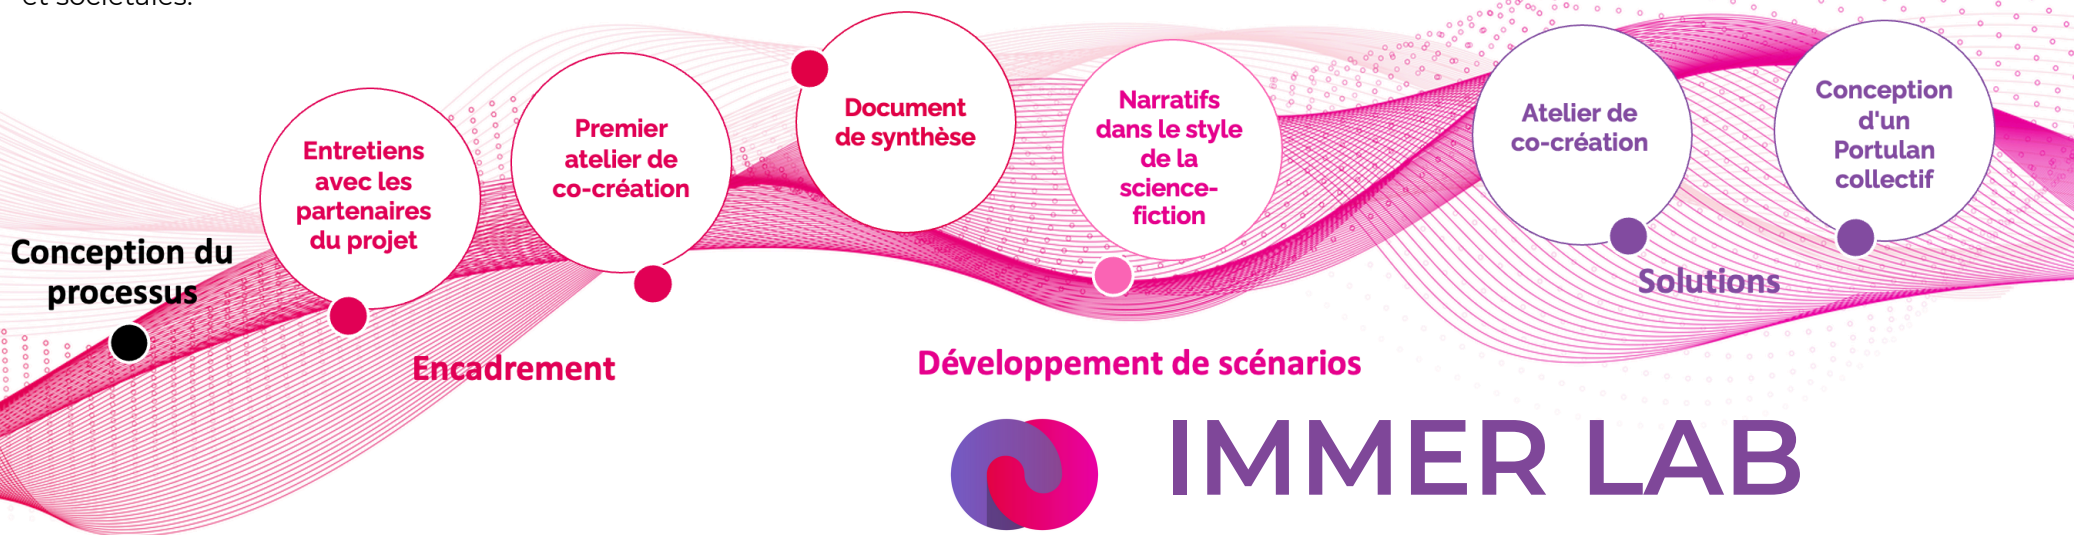 et sociétales.
Conception du
processus
Entretiens
avec les
partenaires
du projet
Premier
atelier de
co-création
Encadrement
Document
de synthèse
Narratifs
dans le style
de la
science-
fiction
Développement de scénarios
Atelier de
co-création
Conception
d'un
Portulan
collectif
Solutions
IMMER LAB